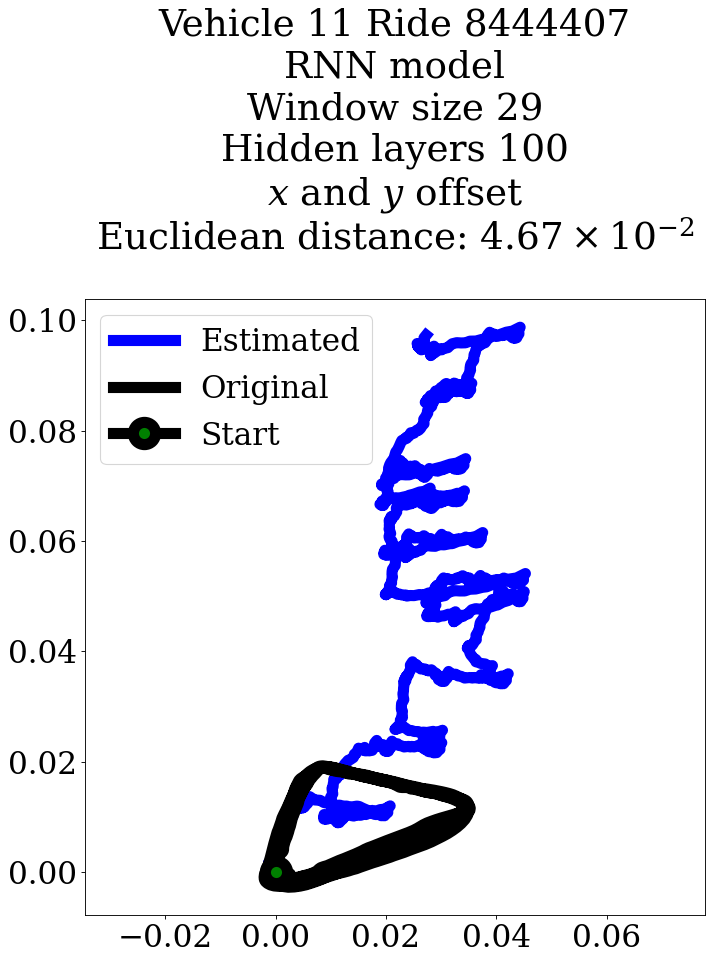 Vehicle 11 Ride 8444407
RNN model
Window size 29
Hidden layers 100
x and y offset
Euclidean distance: 4.67 × 10⁻²
Estimated
Original
Start
0.10
0.08
0.06
0.04
0.02
0.00
−0.02 0.00 0.02 0.04 0.06